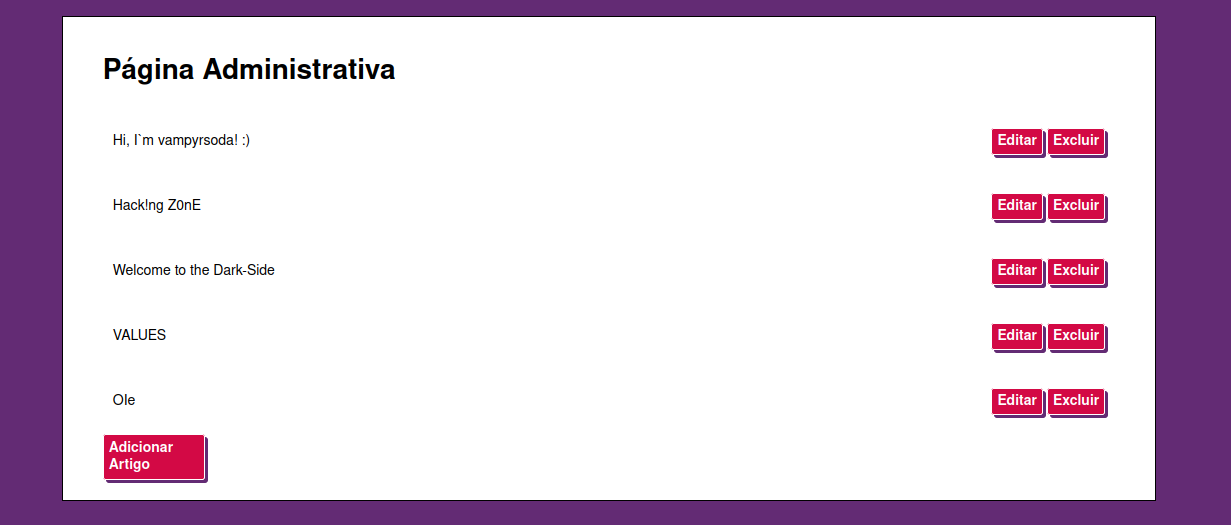 Página Administrativa
Hi, I`m vampyrsoda! :) Editar Excluir
Hack!ng Z0nE Editar Excluir
Welcome to the Dark-Side Editar Excluir
VALUES Editar Excluir
Ole Editar Excluir
Adicionar
Artigo